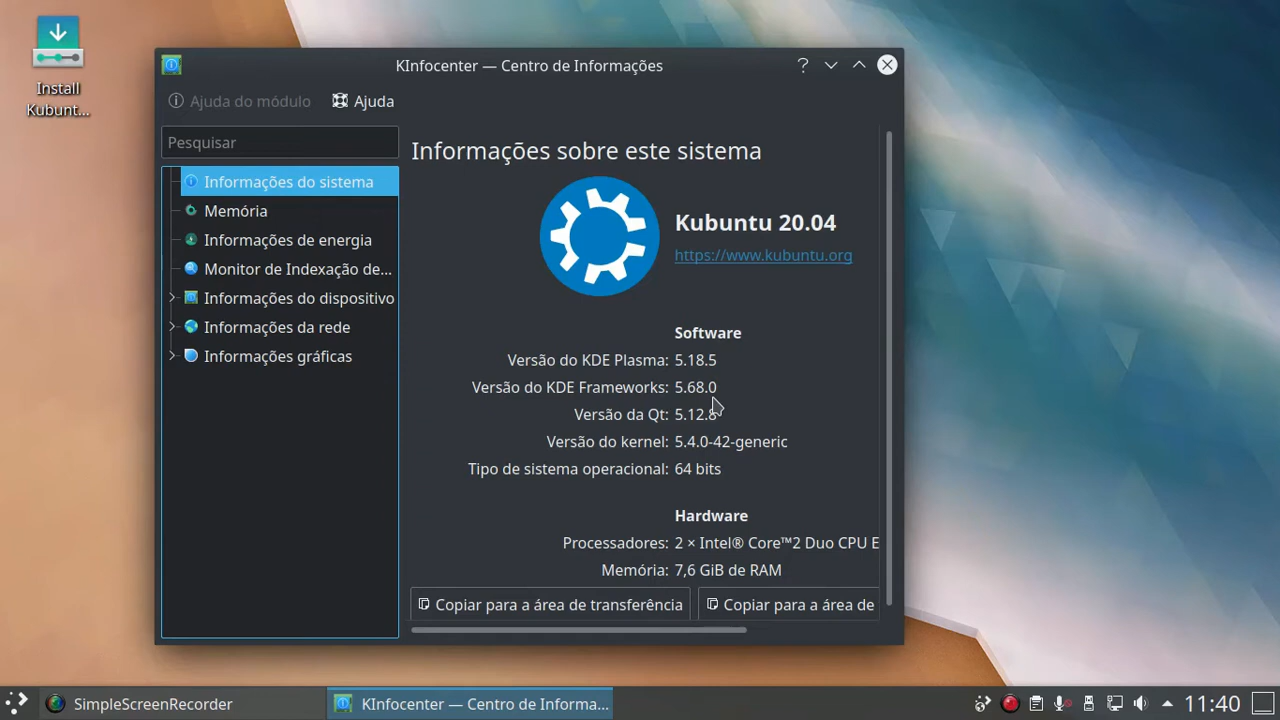 Install
Kubunt...
KInfocenter — Centro de Informações
Ajuda do módulo
Ajuda
Pesquisar
Informações do sistema
Memória
Informações de energia
Monitor de Indexação de...
Informações do dispositivo
Informações da rede
Informações gráficas
Informações sobre este sistema
Kubuntu 20.04
https://www.kubuntu.org
Software
Versão do KDE Plasma: 5.18.5
Versão do KDE Frameworks: 5.68.0
Versão da Qt: 5.12.8
Versão do kernel: 5.4.0-42-generic
Tipo de sistema operacional: 64 bits
Hardware
Processadores: 2 × Intel® Core™2 Duo CPU E
Memória: 7,6 GiB de RAM
Copiar para a área de transferência
Copiar para a área de
SimpleScreenRecorder
KInfocenter — Centro de Informa...
11:40